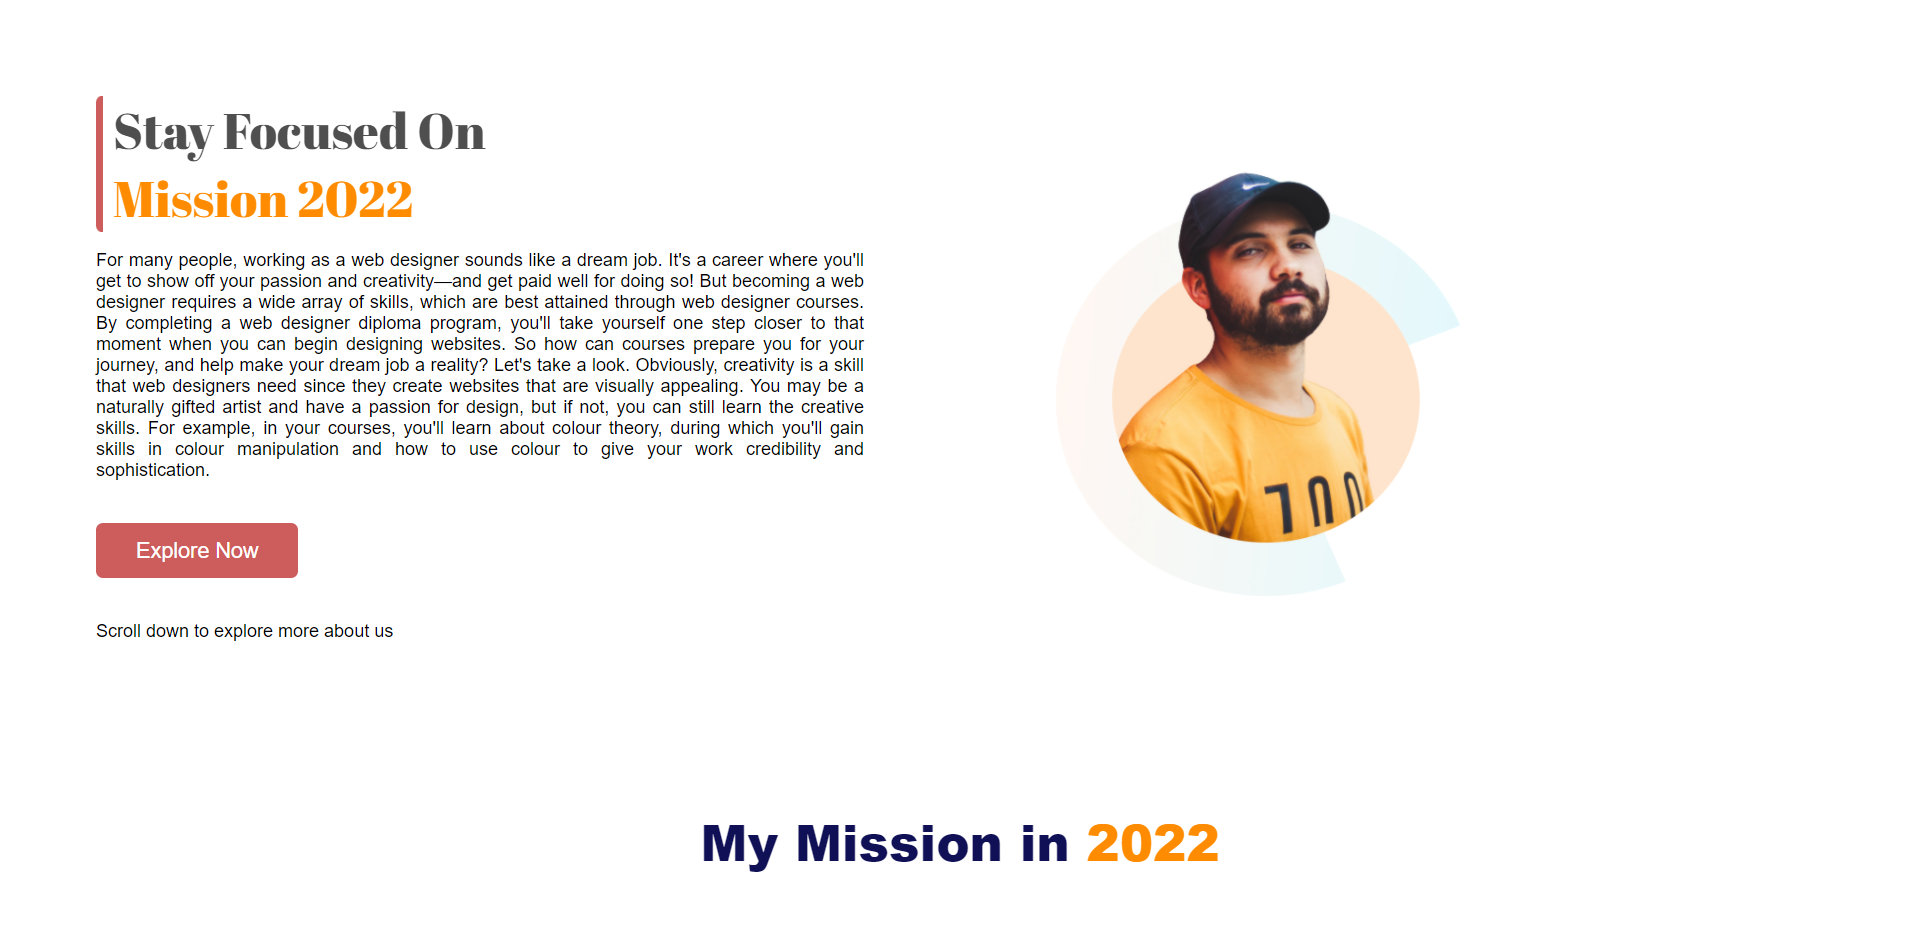 Stay Focused On
Mission 2022
For many people, working as a web designer sounds like a dream job. It's a career where you'll
get to show off your passion and creativity—and get paid well for doing so! But becoming a web
designer requires a wide array of skills, which are best attained through web designer courses.
By completing a web designer diploma program, you'll take yourself one step closer to that
moment when you can begin designing websites. So how can courses prepare you for your
journey, and help make your dream job a reality? Let's take a look. Obviously, creativity is a skill
that web designers need since they create websites that are visually appealing. You may be a
naturally gifted artist and have a passion for design, but if not, you can still learn the creative
skills. For example, in your courses, you'll learn about colour theory, during which you'll gain
skills in colour manipulation and how to use colour to give your work credibility and
sophistication.
Explore Now
Scroll down to explore more about us
My Mission in 2022